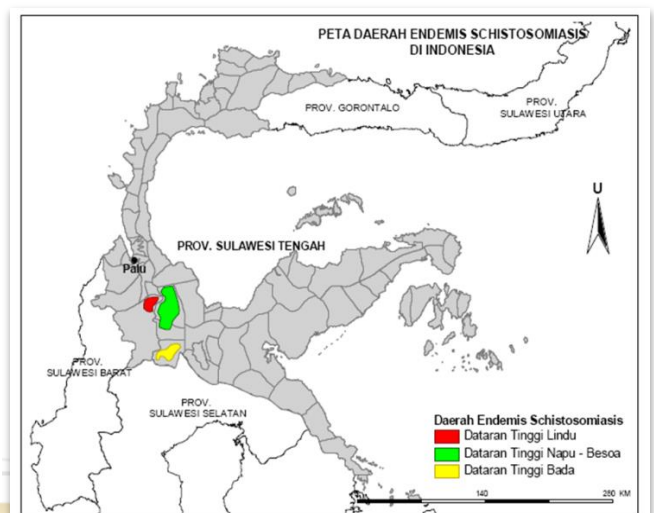 PETA DAERAH ENDEMIS SCHISTOSOMIASIS
DI INDONESIA
PROV. GORONTALO
PROV.
SULAWESI UTARA
U
PROV. SULAWESI TENGAH
Palu
PROV.
SULAWESI BARAT
PROV.
SULAWESI SELATAN
Daerah Endemis Schistosomiasis
Dataran Tinggi Lindu
Dataran Tinggi Napu - Besoa
Dataran Tinggi Bada
140
280 KM